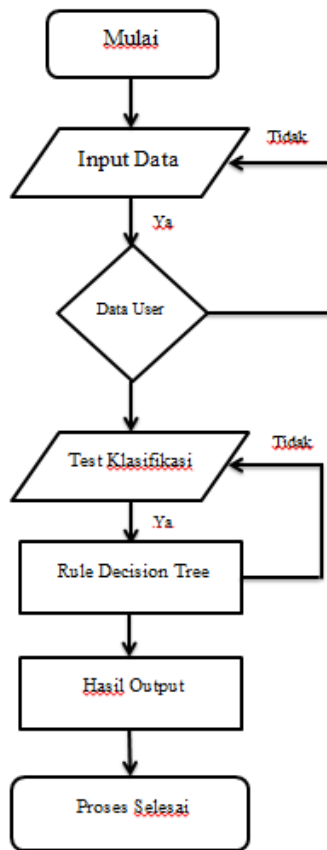 Mulai
Tidak
Input Data
Ya
Data User
Tidak
Test Klasifikasi
Ya
Rule Decision Tree
Hasil Output
Proses Selesai